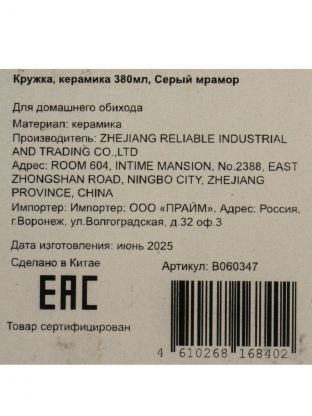 Кружка, керамика 380мл, Серый мрамор
Для домашнего обихода
Материал: керамика
Производитель: ZHEJIANG RELIABLE INDUSTRIAL
AND TRADING CO.,LTD
Адрес: ROOM 604, INTIME MANSION, No.2388, EAST
ZHONGSHAN ROAD, NINGBO CITY, ZHEJIANG
PROVINCE, CHINA
Импортер: Импортер: ООО «ПРАЙМ». Адрес: Россия,
г.Воронеж, ул.Волгоградская, д.32 оф.3
Дата изготовления: июнь 2025
Сделано в Китае
Артикул: B060347
EAC
Товар сертифицирован
4 610268 168402